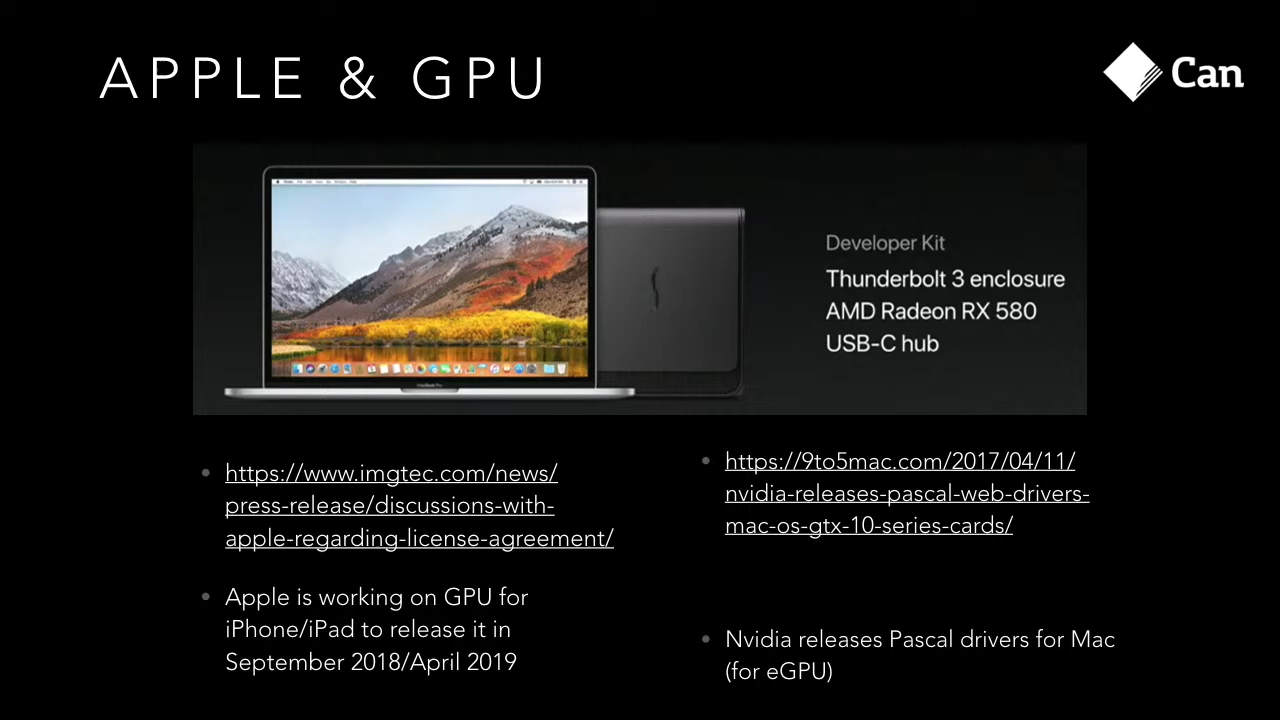 APPLE & GPU
Can
Developer Kit
Thunderbolt 3 enclosure
AMD Radeon RX 580
USB-C hub
• https://www.imgtec.com/news/
press-release/discussions-with-
apple-regarding-license-agreement/
• Apple is working on GPU for
iPhone/iPad to release it in
September 2018/April 2019
• https://9to5mac.com/2017/04/11/
nvidia-releases-pascal-web-drivers-
mac-os-gtx-10-series-cards/
• Nvidia releases Pascal drivers for Mac
(for eGPU)